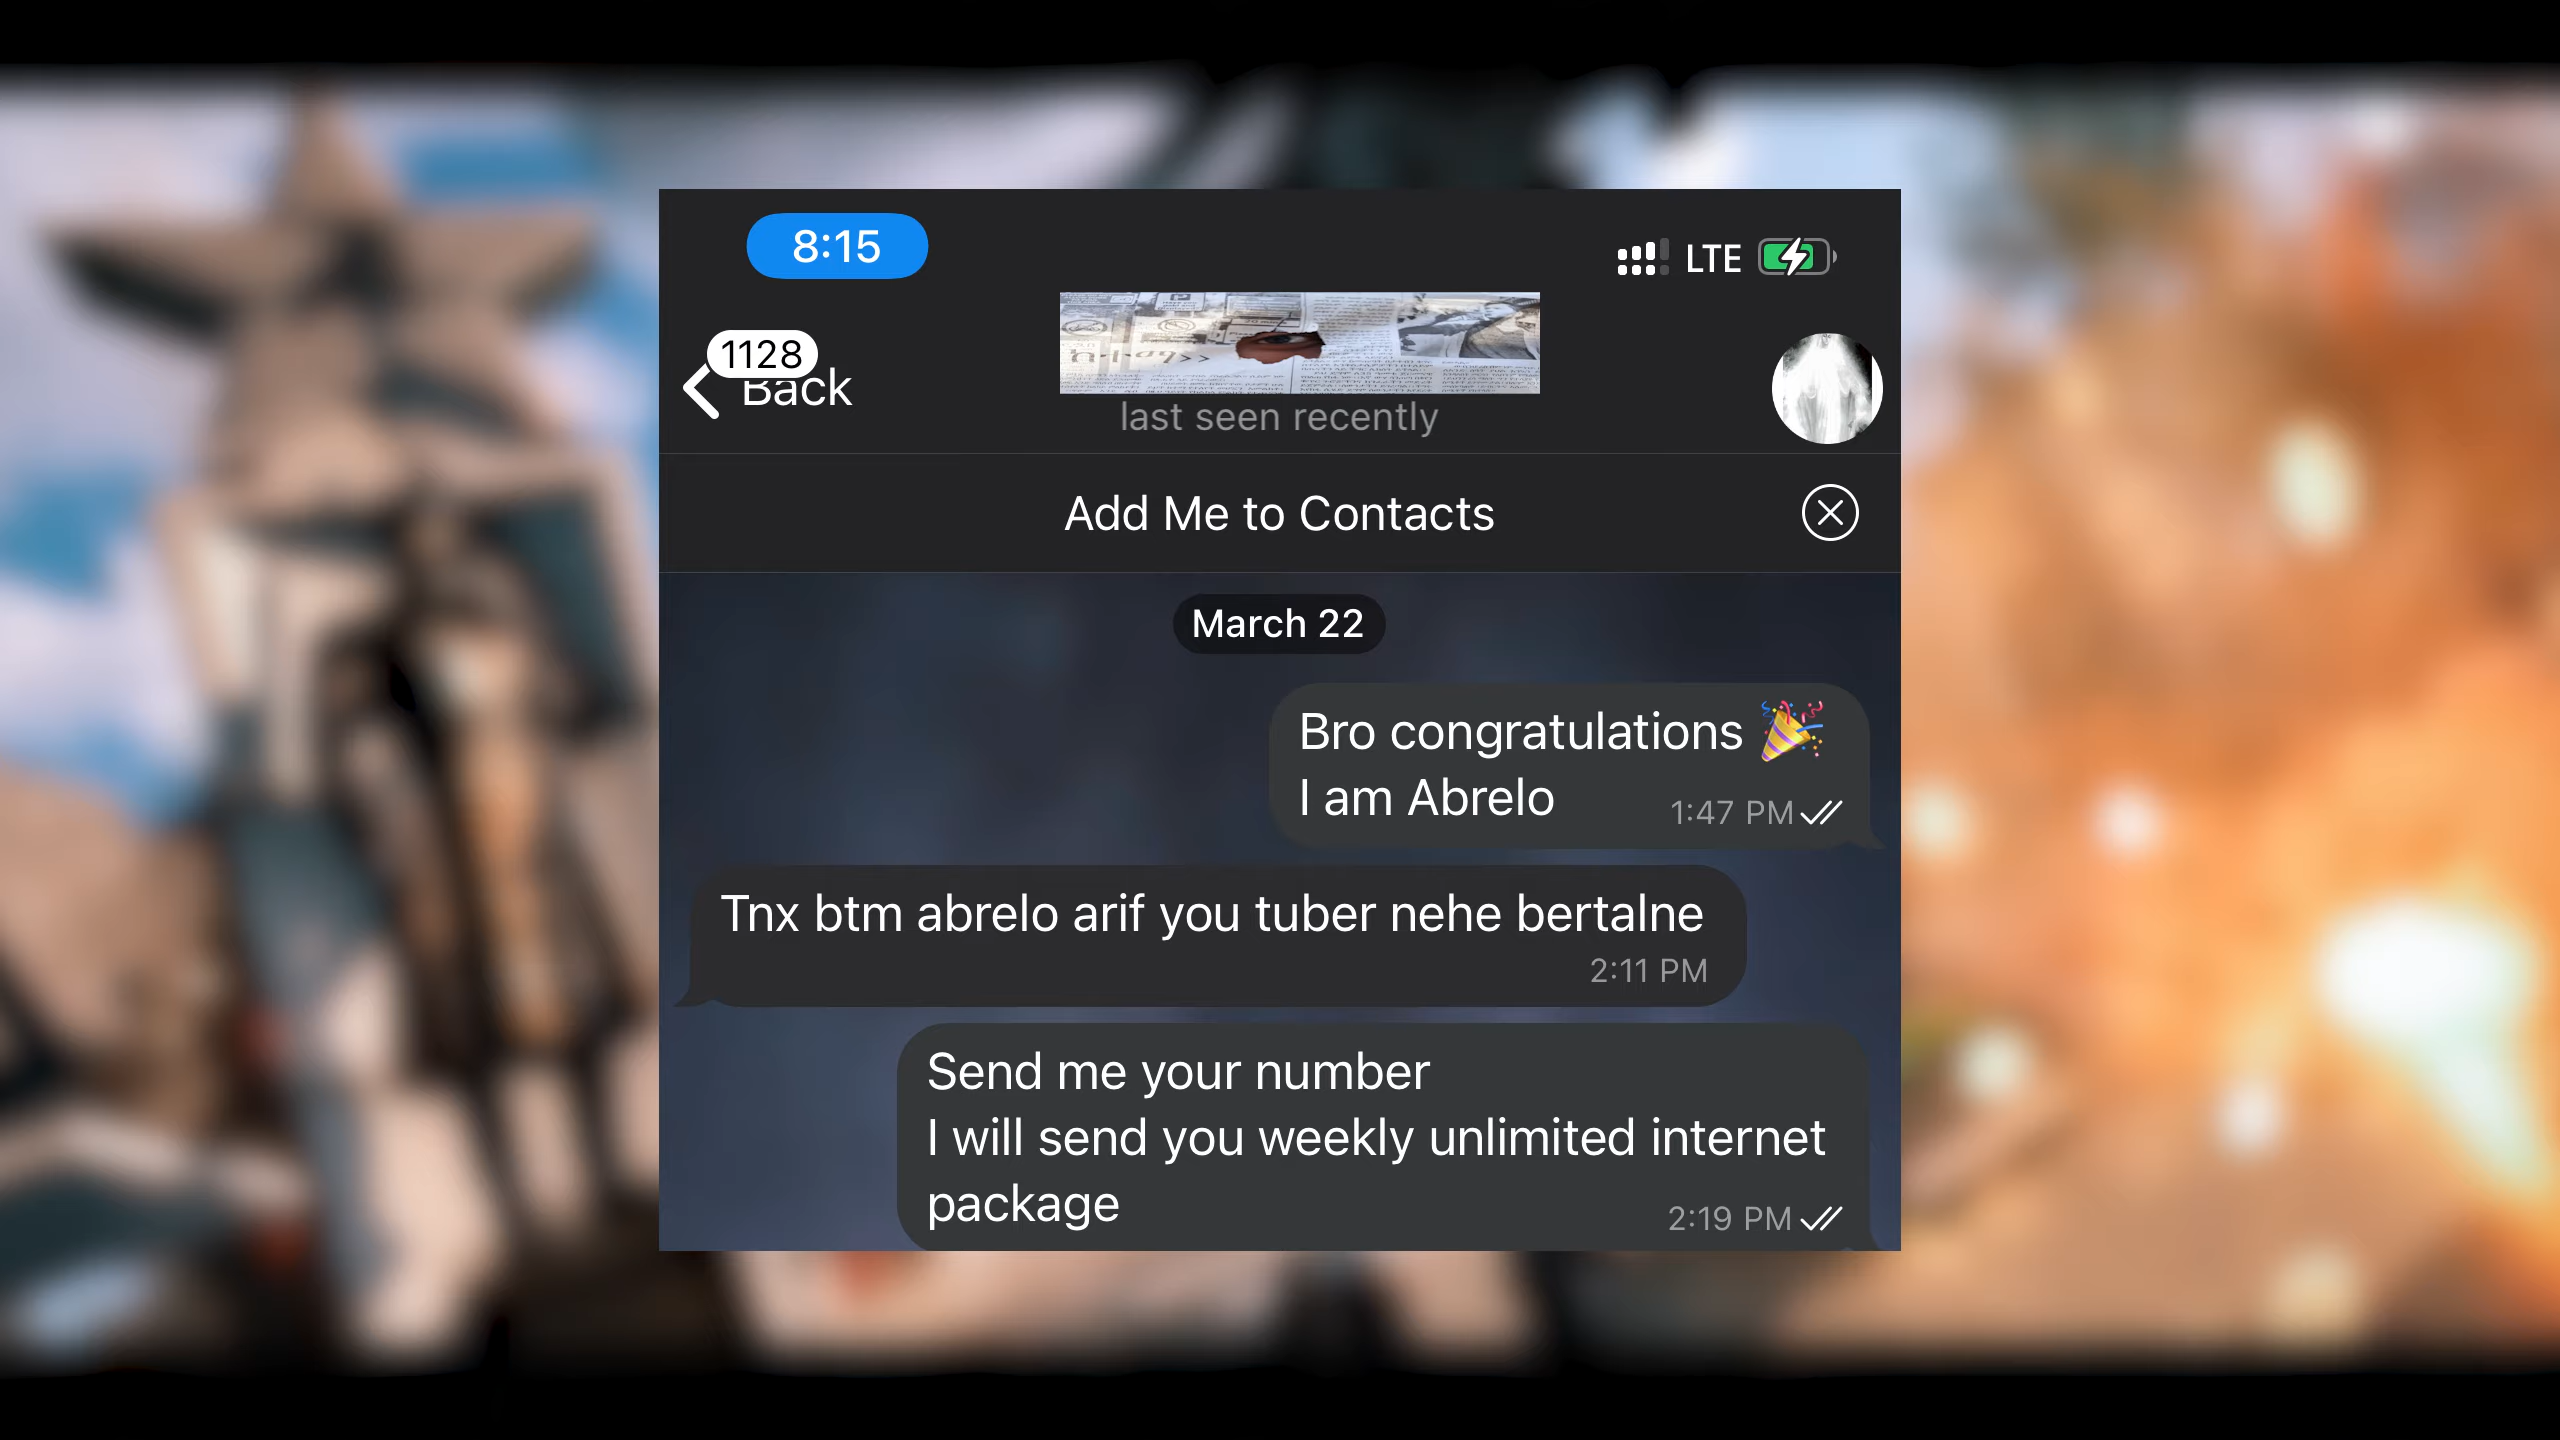 8:15
LTE
1128
Back
last seen recently
Add Me to Contacts
March 22
Bro congratulations 🎉
I am Abrelo
1:47 PM
Tnx btm abrelo arif you tuber nehe bertalne
2:11 PM
Send me your number
I will send you weekly unlimited internet
package
2:19 PM